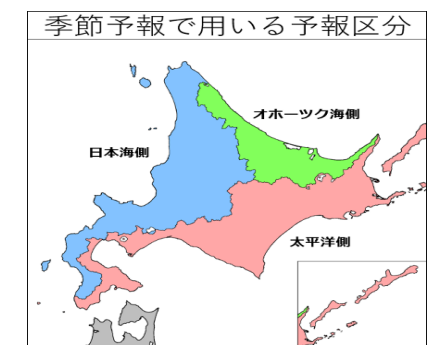 季節予報で用いる予報区分
オホーツク海側
日本海側
太平洋側